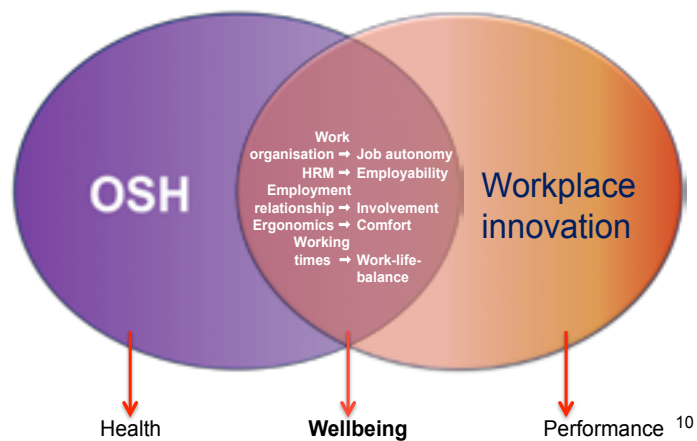 OSH
Work
organisation → Job autonomy
HRM → Employability
Employment
relationship → Involvement
Ergonomics → Comfort
Working
times → Work-life-
balance
Workplace
innovation
Health
Wellbeing
Performance
10